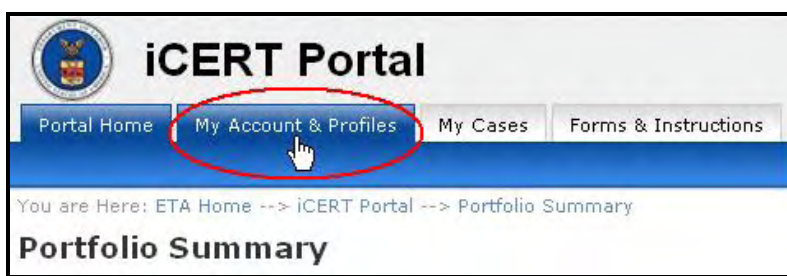 iCERT Portal
Portal Home My Account & Profiles My Cases Forms & Instructions
You are Here: ETA Home --> iCERT Portal --> Portfolio Summary
Portfolio Summary